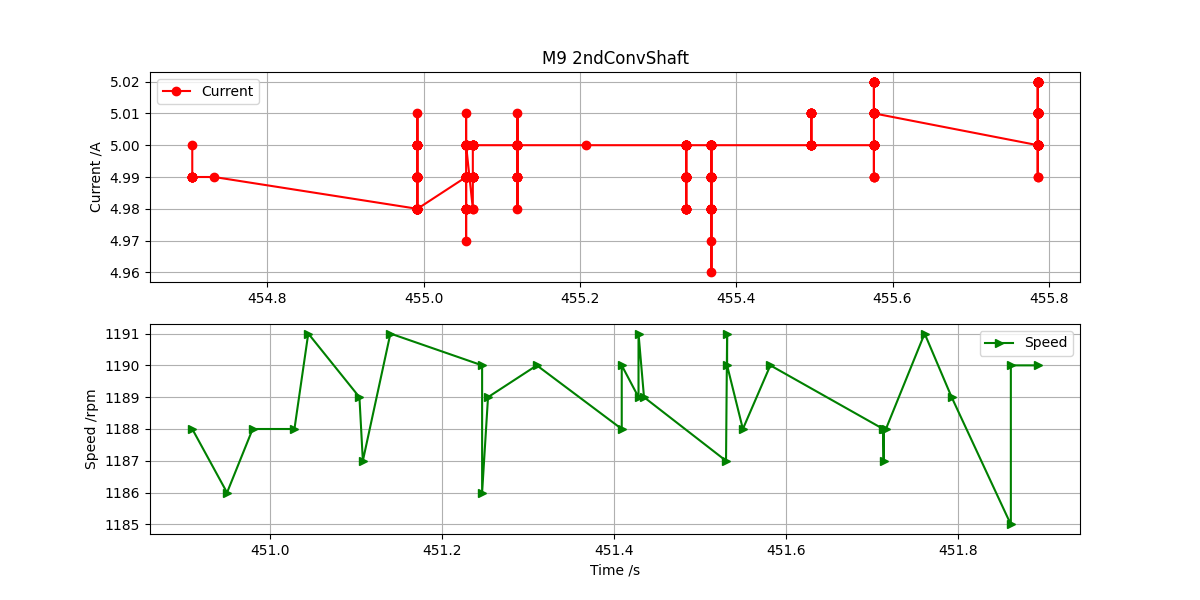 M9 2ndConvShaft
Current /A
5.02
5.01
5.00
4.99
4.98
4.97
4.96
Current
454.8 455.0 455.2 455.4 455.6 455.8
Speed /rpm
1191
1190
1189
1188
1187
1186
1185
Speed
451.0 451.2 451.4 451.6 451.8
Time /s